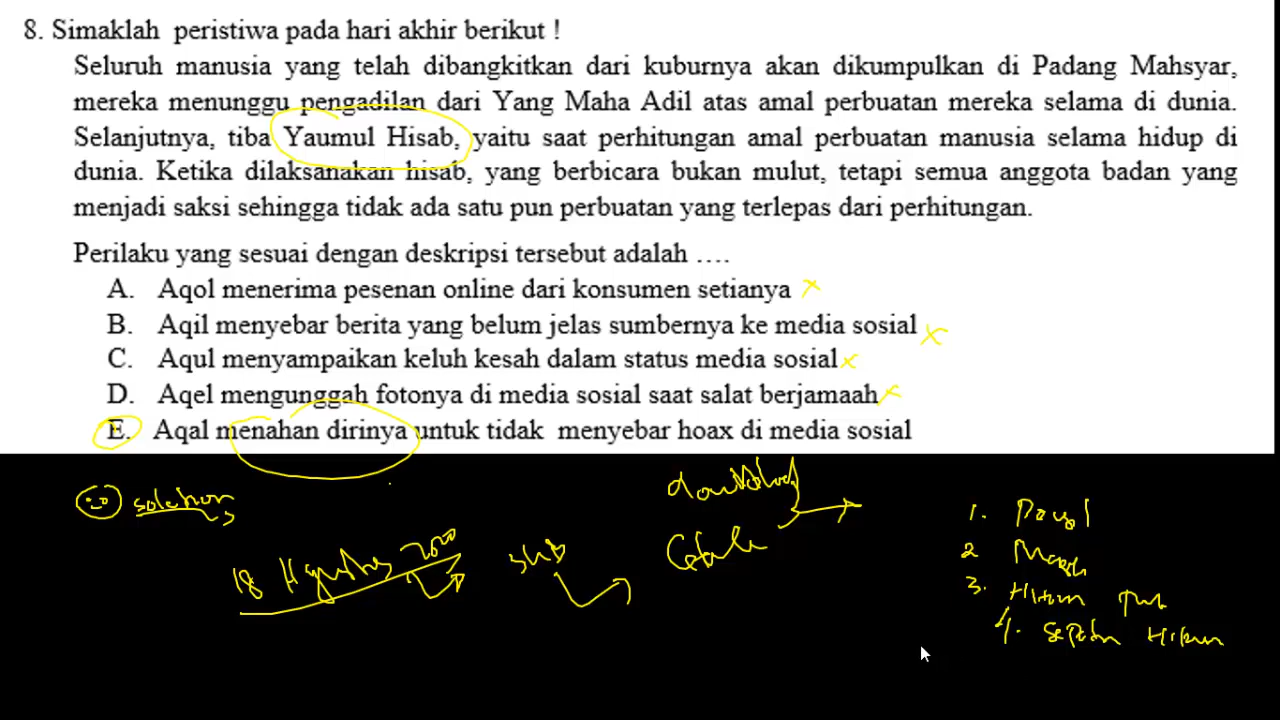 8. Simaklah peristiwa pada hari akhir berikut !
Seluruh manusia yang telah dibangkitkan dari kuburnya akan dikumpulkan di Padang Mahsyar,
mereka menunggu pengadilan dari Yang Maha Adil atas amal perbuatan mereka selama di dunia.
Selanjutnya, tiba Yaumul Hisab, yaitu saat perhitungan amal perbuatan manusia selama hidup di
dunia. Ketika dilaksanakan hisab, yang berbicara bukan mulut, tetapi semua anggota badan yang
menjadi saksi sehingga tidak ada satu pun perbuatan yang terlepas dari perhitungan.
Perilaku yang sesuai dengan deskripsi tersebut adalah ....
A. Aqol menerima pesenan online dari konsumen setianya
B. Aqil menyebar berita yang belum jelas sumbernya ke media sosial
C. Aqul menyampaikan keluh kesah dalam status media sosial
D. Aqel mengunggah fotonya di media sosial saat salat berjamaah
E. Aqal menahan dirinya untuk tidak menyebar hoax di media sosial
18 Agustus 2020
1.
2
3. Hitam
4. Hitam